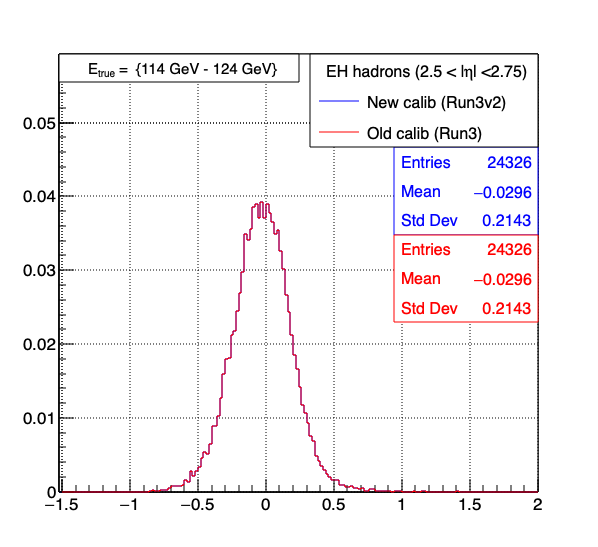 E_true = {114 GeV - 124 GeV}
EH hadrons (2.5 < |η| <2.75)
New calib (Run3v2)
Old calib (Run3)
Entries 24326
Mean −0.0296
Std Dev 0.2143
Entries 24326
Mean −0.0296
Std Dev 0.2143
0.05
0.04
0.03
0.02
0.01
0
−1.5 −1 −0.5 0 0.5 1 1.5 2